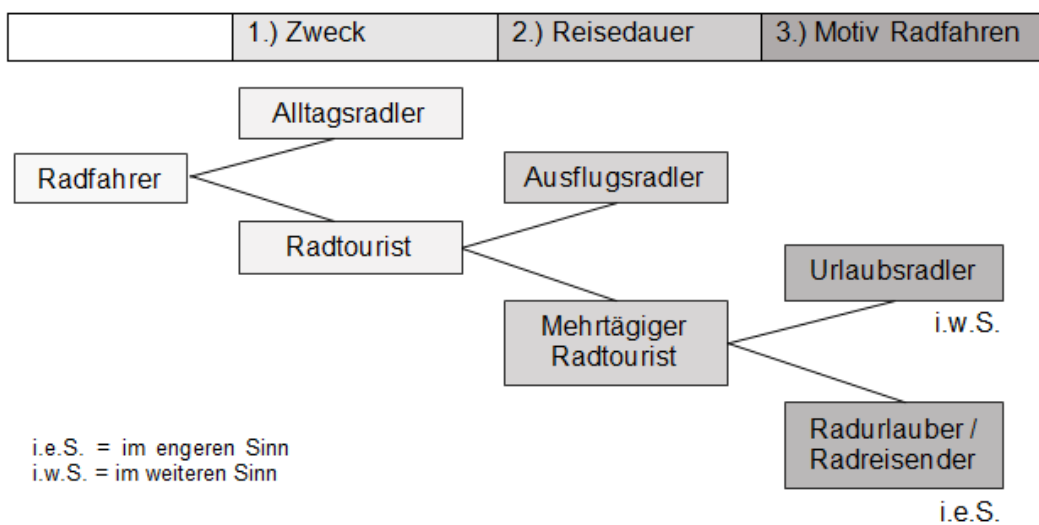 1.) Zweck
2.) Reisedauer
3.) Motiv Radfahren
Alltagsradler
Radfahrer
Ausflugsradler
Radtourist
Urlaubsradler
i.w.S.
Mehrtägiger
Radtourist
Radurlauber /
Radreisender
i.e.S.
i.e.S. = im engeren Sinn
i.w.S. = im weiteren Sinn